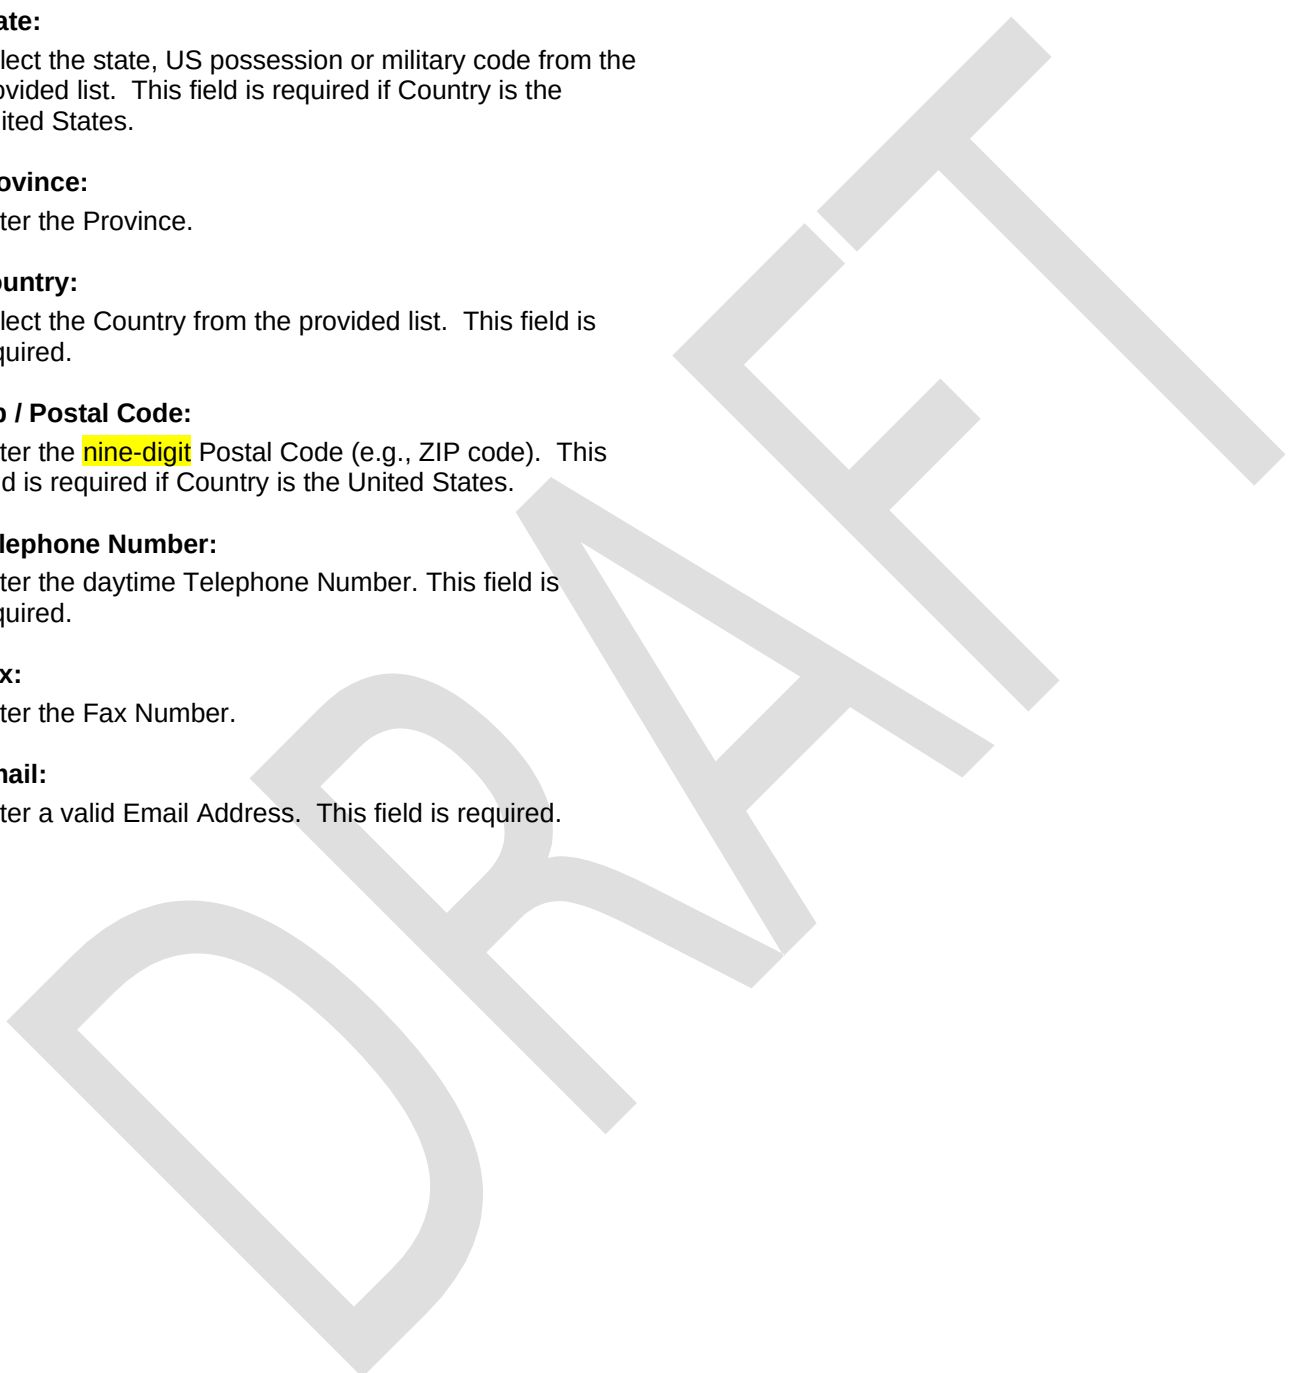 ate:
lect the state, US possession or military code from the
ovided list. This field is required if Country is the
ited States.
ovince:
ter the Province.
ountry:
lect the Country from the provided list. This field is
quired.
p / Postal Code:
ter the nine-digit Postal Code (e.g., ZIP code). This
d is required if Country is the United States.
lephone Number:
ter the daytime Telephone Number. This field is
quired.
x:
ter the Fax Number.
ail:
ter a valid Email Address. This field is required.
DRAFT